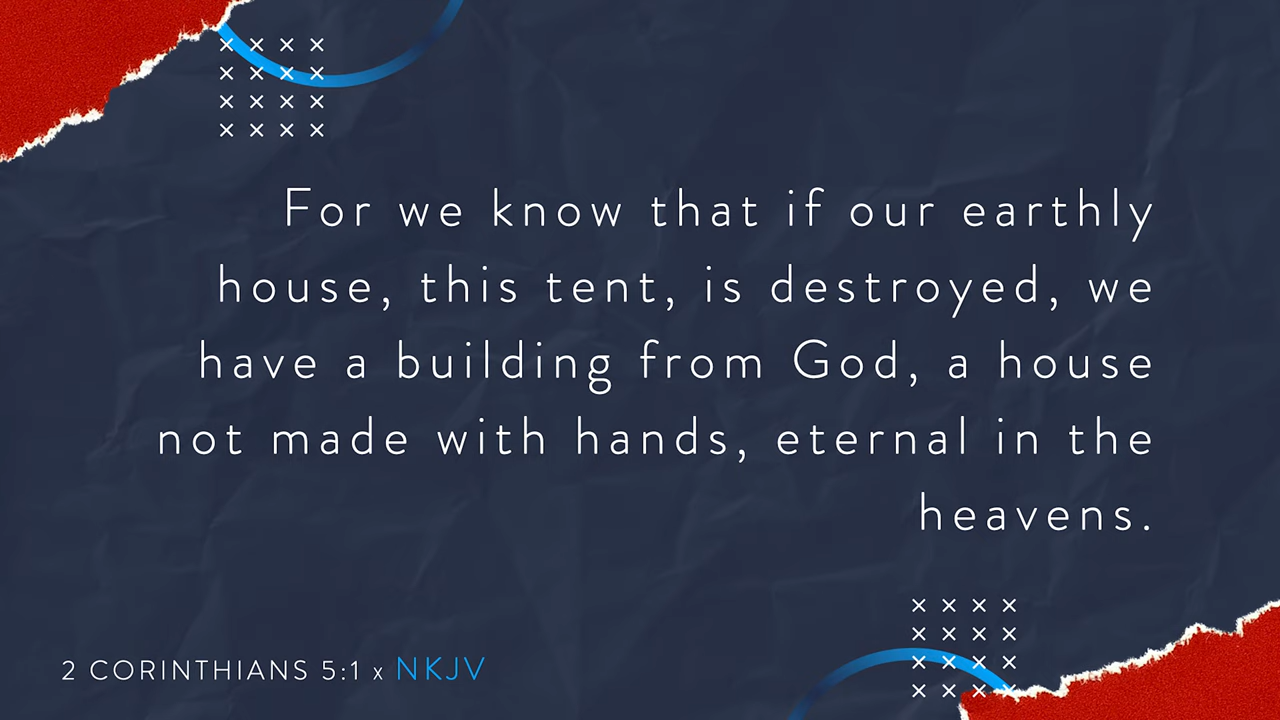 For we know that if our earthly
house, this tent, is destroyed, we
have a building from God, a house
not made with hands, eternal in the
heavens.
2 CORINTHIANS 5:1 x NKJV